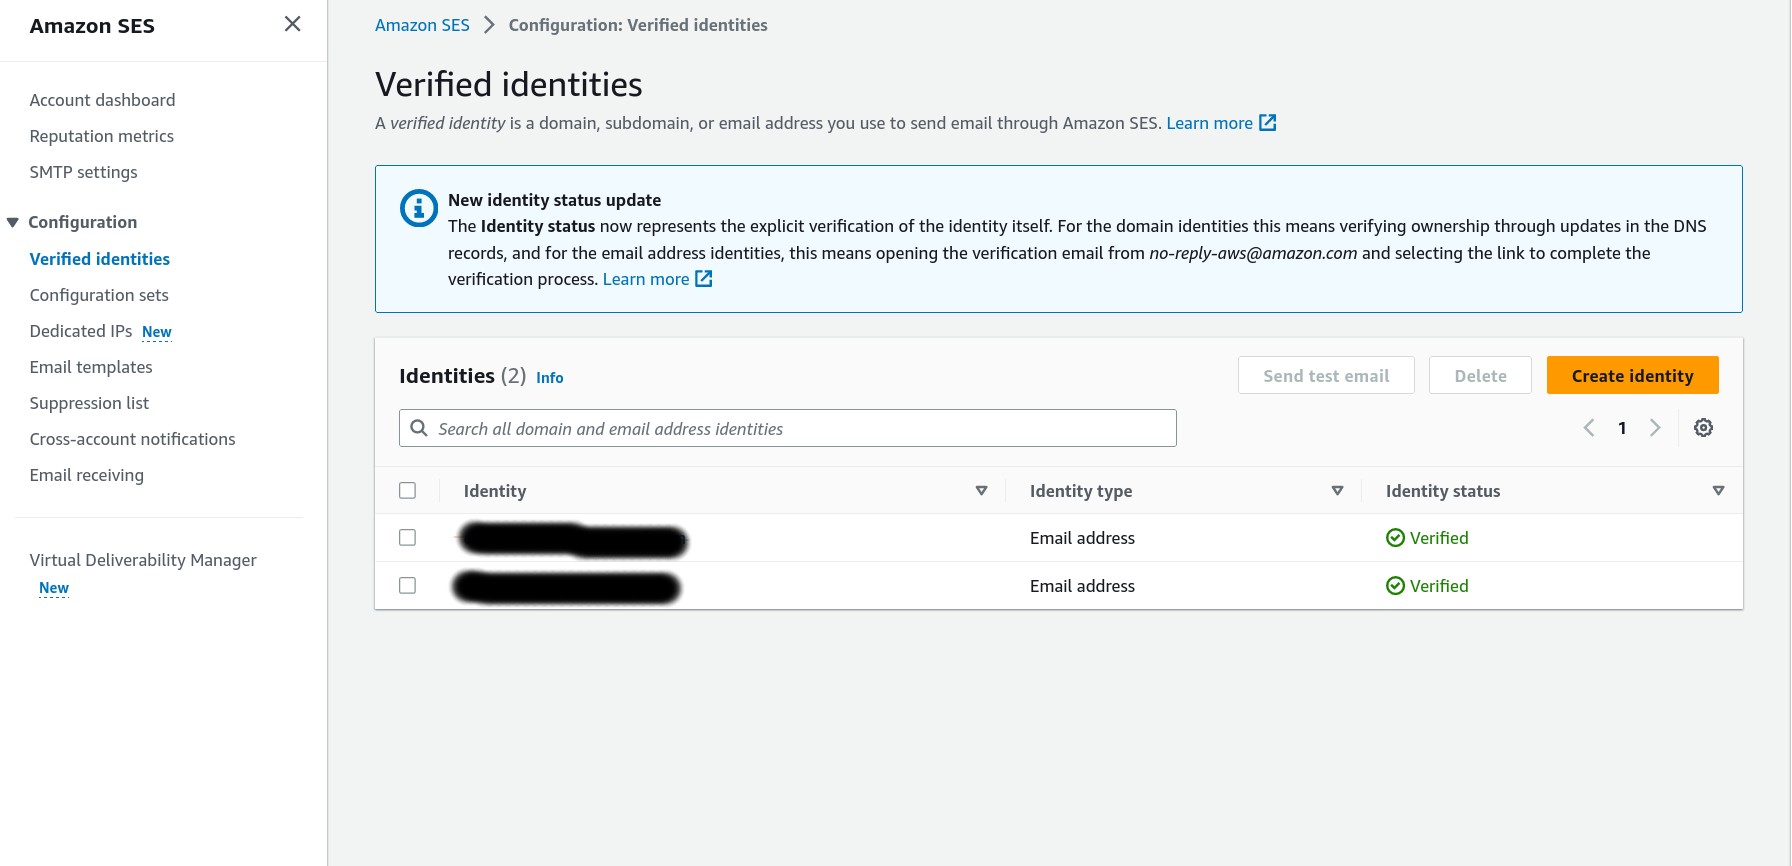 Amazon SES
Account dashboard
Reputation metrics
SMTP settings
Configuration
Verified identities
Configuration sets
Dedicated IPs New
Email templates
Suppression list
Cross-account notifications
Email receiving
Virtual Deliverability Manager
New
Amazon SES Configuration: Verified identities
Verified identities
A verified identity is a domain, subdomain, or email address you use to send email through Amazon SES. Learn more
New identity status update
The Identity status now represents the explicit verification of the identity itself. For the domain identities this means verifying ownership through updates in the DNS
records, and for the email address identities, this means opening the verification email from no-reply-aws@amazon.com and selecting the link to complete the
verification process. Learn more
Identities (2) Info
Send test email Delete Create identity
Search all domain and email address identities
1
Identity Identity type Identity status
Email address Verified
Email address Verified